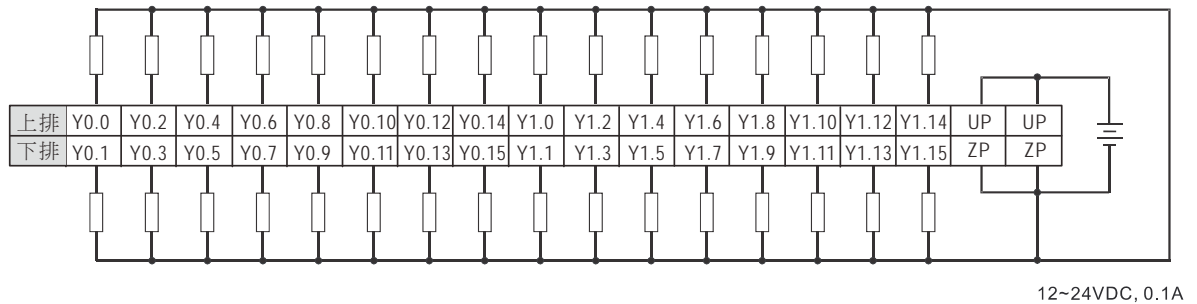 上排 Y0.0 Y0.2 Y0.4 Y0.6 Y0.8 Y0.10 Y0.12 Y0.14 Y1.0 Y1.2 Y1.4 Y1.6 Y1.8 Y1.10 Y1.12 Y1.14 UP UP
下排 Y0.1 Y0.3 Y0.5 Y0.7 Y0.9 Y0.11 Y0.13 Y0.15 Y1.1 Y1.3 Y1.5 Y1.7 Y1.9 Y1.11 Y1.13 Y1.15 ZP ZP
12~24VDC, 0.1A